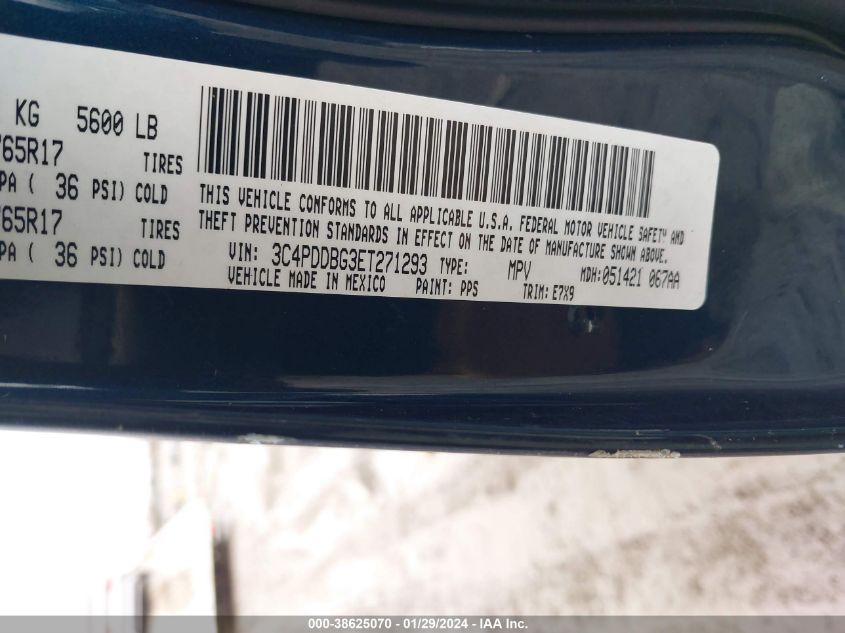 KG 5600 LB
/65R17 TIRES
PA ( 36 PSI) COLD
/65R17 TIRES
PA ( 36 PSI) COLD
THIS VEHICLE CONFORMS TO ALL APPLICABLE U.S.A. FEDERAL MOTOR VEHICLE SAFETY AND
THEFT PREVENTION STANDARDS IN EFFECT ON THE DATE OF MANUFACTURE SHOWN ABOVE.
VIN: 3C4PDDBG3ET271293 TYPE: MPV MDH:051421 067AA
VEHICLE MADE IN MEXICO PAINT: PPS TRIM: E7X9
000-38625070 - 01/29/2024 - IAA Inc.